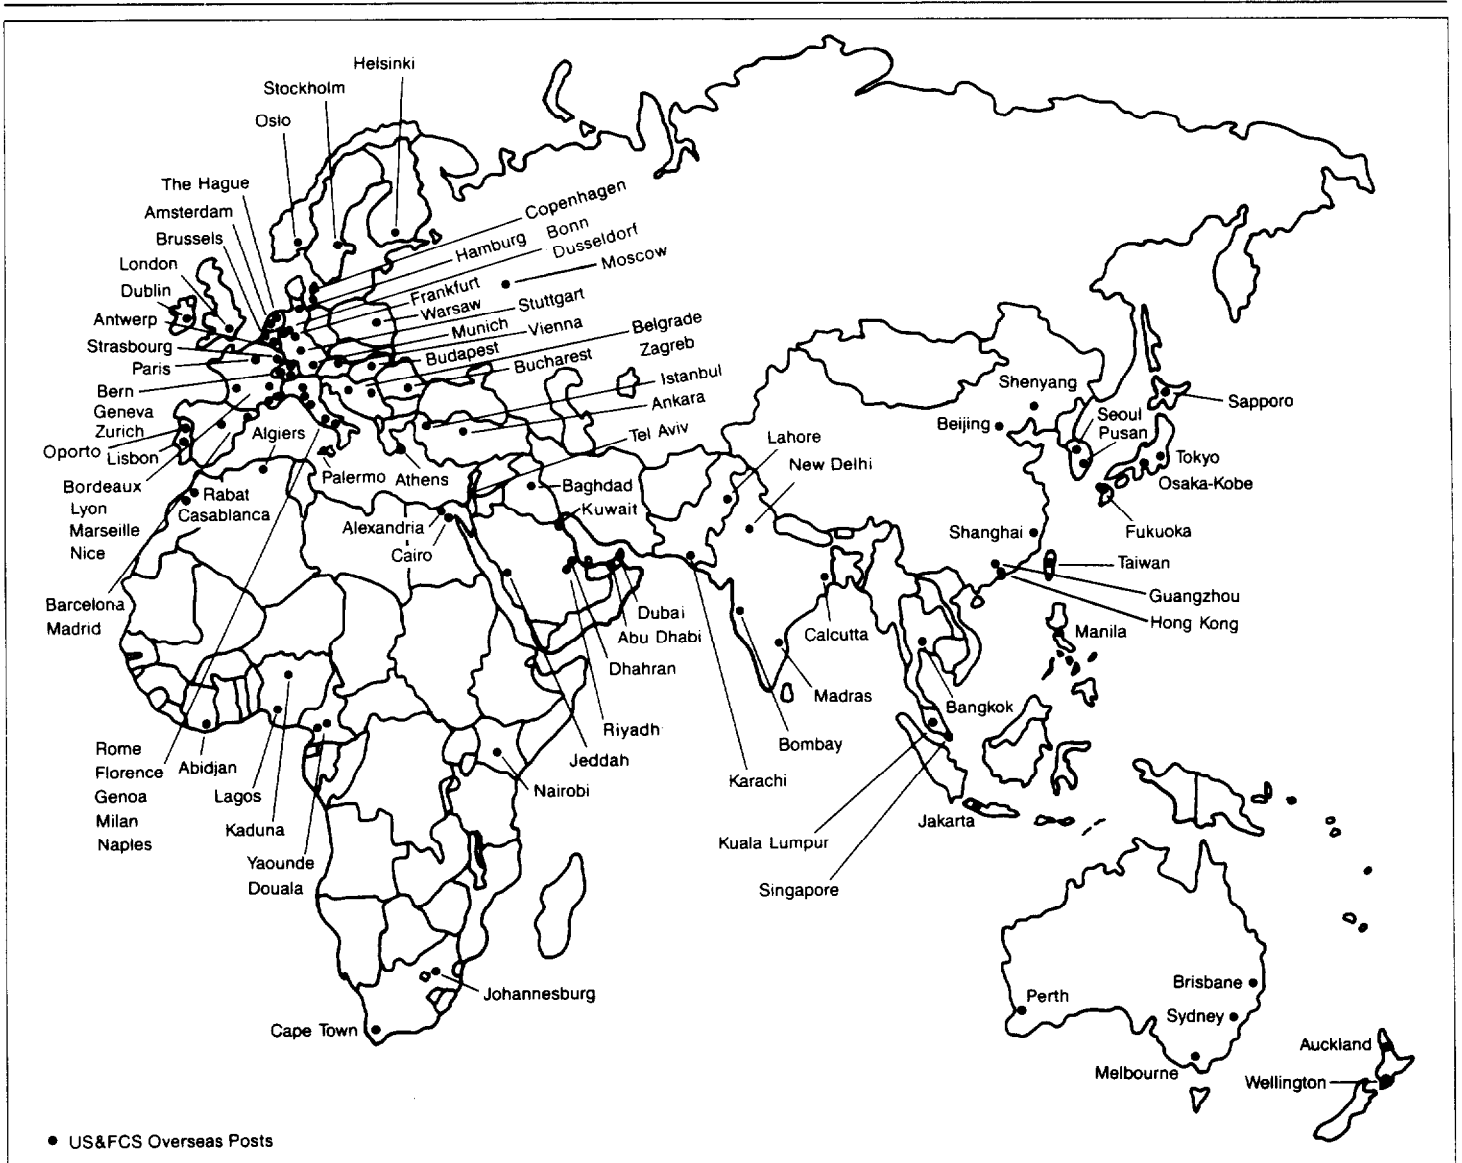 Helsinki
Stockholm
Oslo
The Hague
Amsterdam
Brussels
London
Dublin
Antwerp
Strasbourg
Paris
Bern
Geneva
Zurich
Oporto
Lisbon
Bordeaux
Lyon
Marseille
Nice
Barcelona
Madrid
Rome
Florence
Genoa
Milan
Naples
Copenhagen
Hamburg
Bonn
Dusseldorf
Moscow
Frankfurt
Warsaw
Stuttgart
Munich
Vienna
Belgrade
Budapest
Bucharest
Zagreb
Istanbul
Ankara
Tel Aviv
Algiers
Palermo
Athens
Rabat
Casablanca
Alexandria
Cairo
Baghdad
Kuwait
Lahore
New Delhi
Dubai
Abu Dhabi
Dhahran
Riyadh
Jeddah
Nairobi
Abidjan
Lagos
Kaduna
Yaounde
Douala
Johannesburg
Cape Town
Karachi
Bombay
Madras
Calcutta
Bangkok
Kuala Lumpur
Singapore
Jakarta
Manila
Shenyang
Beijing
Seoul
Pusan
Sapporo
Tokyo
Osaka-Kobe
Fukuoka
Shanghai
Taiwan
Guangzhou
Hong Kong
Perth
Brisbane
Sydney
Melbourne
Auckland
Wellington
US&FCS Overseas Posts